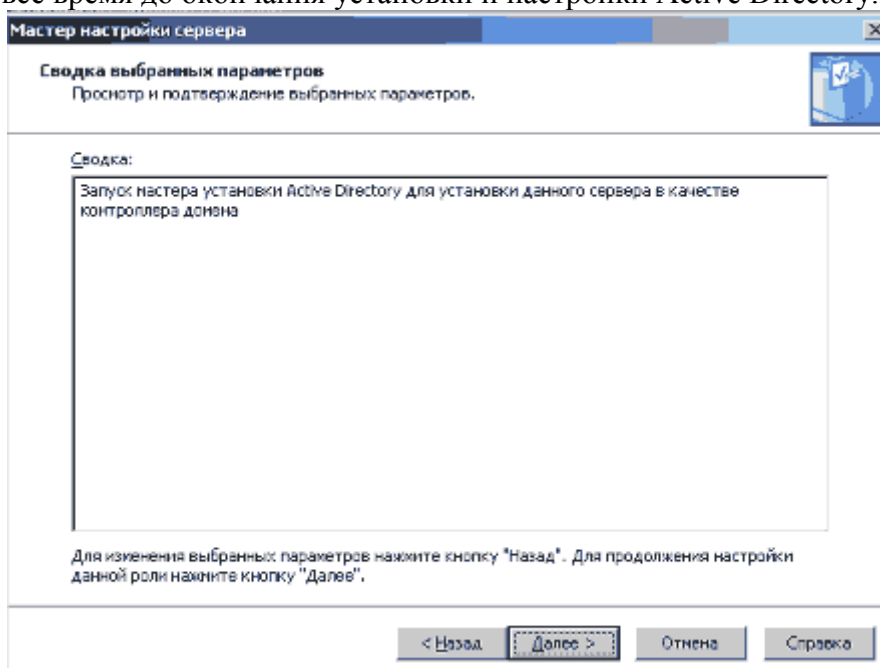 все время до окончания установки и настройки Active Directory.
Мастер настройки сервера
Сводка выбранных параметров
Просмотр и подтверждение выбранных параметров.
Сводка:
Запуск мастера установки Active Directory для установки данного сервера в качестве
контроллера домена
Для изменения выбранных параметров нажмите кнопку "Назад". Для продолжения настройки
данной роли нажмите кнопку "Далее".
< Назад Далее > Отмена Справка